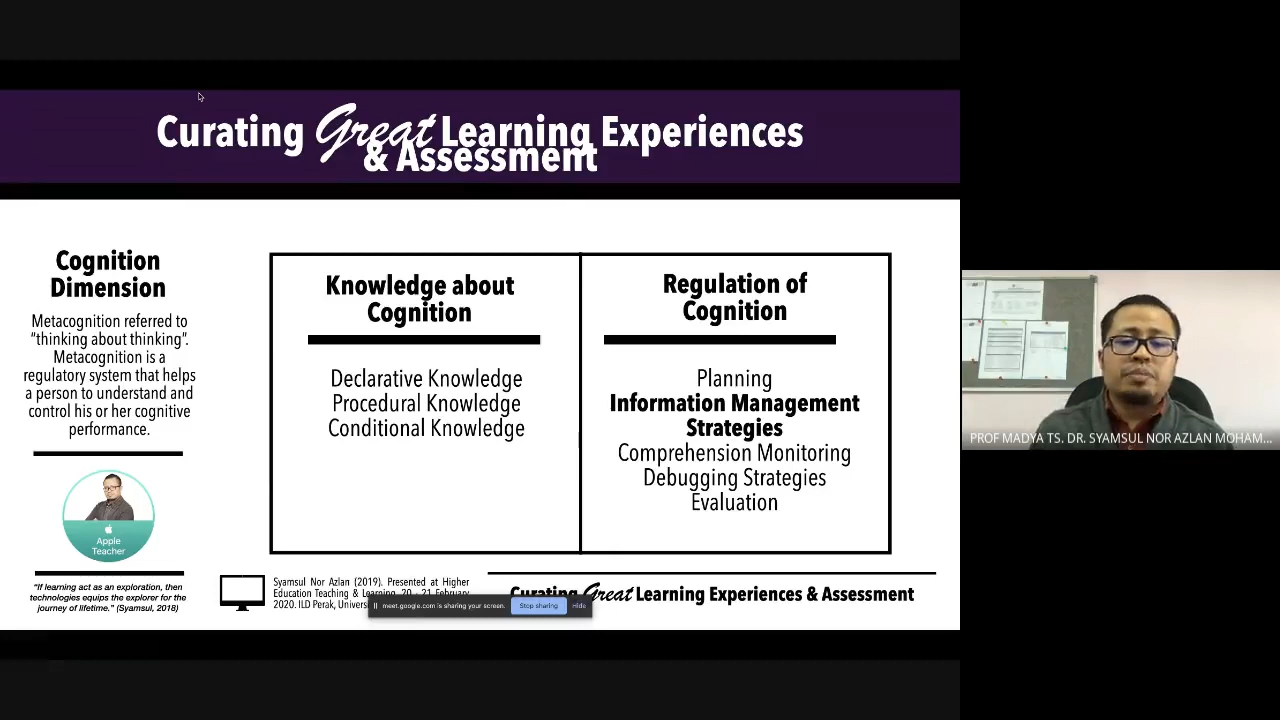 Curating Great Learning Experiences
& Assessment
Cognition
Dimension
Metacognition referred to
“thinking about thinking”.
Metacognition is a
regulatory system that helps
a person to understand and
control his or her cognitive
performance.
Apple
Teacher
“If learning act as an exploration, then
technologies equips the explorer for the
journey of lifetime.” (Syamsul, 2018)
Knowledge about
Cognition
Declarative Knowledge
Procedural Knowledge
Conditional Knowledge
Regulation of
Cognition
Planning
Information Management
Strategies
Comprehension Monitoring
Debugging Strategies
Evaluation
Syamsul Nor Azlan (2019). Presented at Higher
Education Teaching & Learning, 20 - 21 February
2020. ILD Perak,
Curating Great Learning Experiences & Assessment
meet.google.com is sharing your screen.
Stop sharing
Hide
PROF MADYA TS. DR. SYAMSUL NOR AZLAN MOHAM...